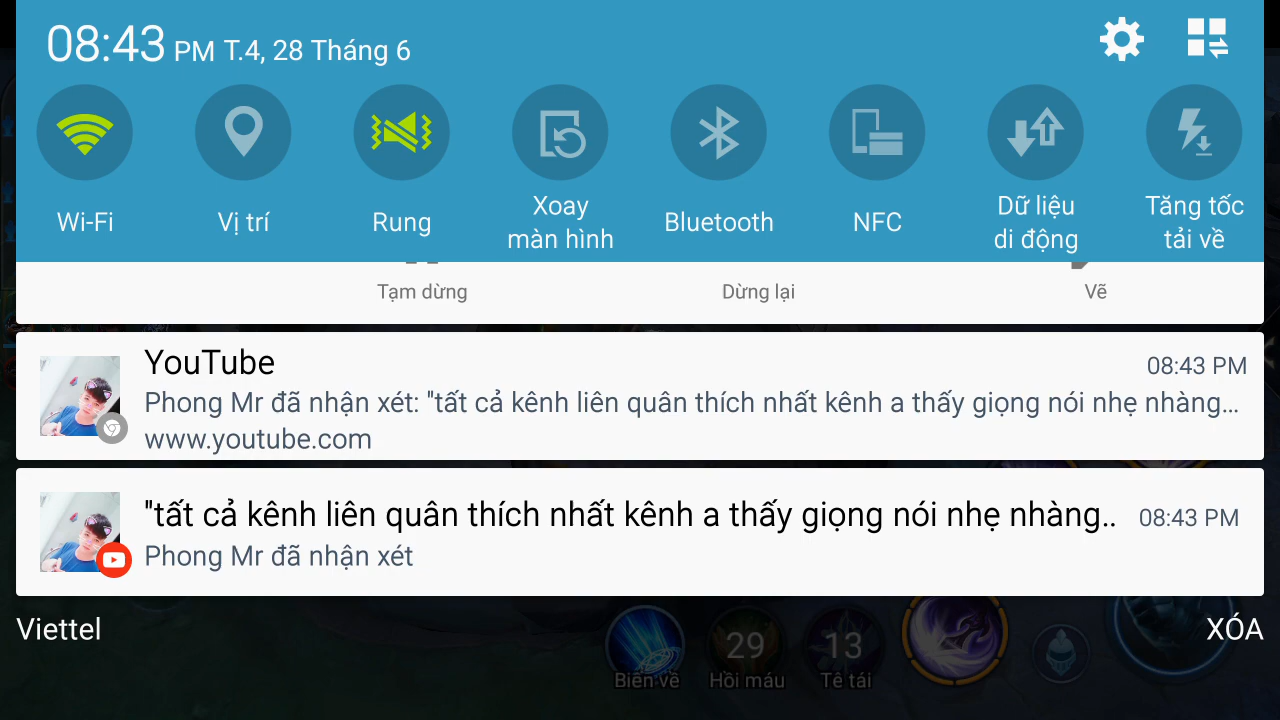 08:43 PM T.4, 28 Tháng 6
Wi-Fi
Vị trí
Rung
Xoay
màn hình
Bluetooth
NFC
Dữ liệu
di động
Tăng tốc
tải về
Tạm dừng
Dừng lại
Vẽ
YouTube
08:43 PM
Phong Mr đã nhận xét: "tất cả kênh liên quân thích nhất kênh a thấy giọng nói nhẹ nhàng...
www.youtube.com
"tất cả kênh liên quân thích nhất kênh a thấy giọng nói nhẹ nhàng..
08:43 PM
Phong Mr đã nhận xét
Viettel
XÓA
29
13
Biến về
Hồi máu
Tê tái